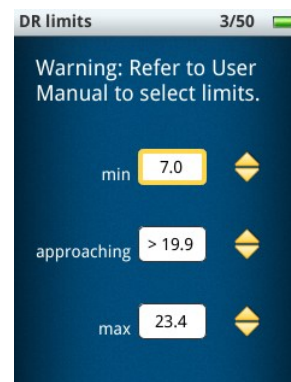 DR limits 3/50
Warning: Refer to User
Manual to select limits.
min 7.0
approaching > 19.9
max 23.4